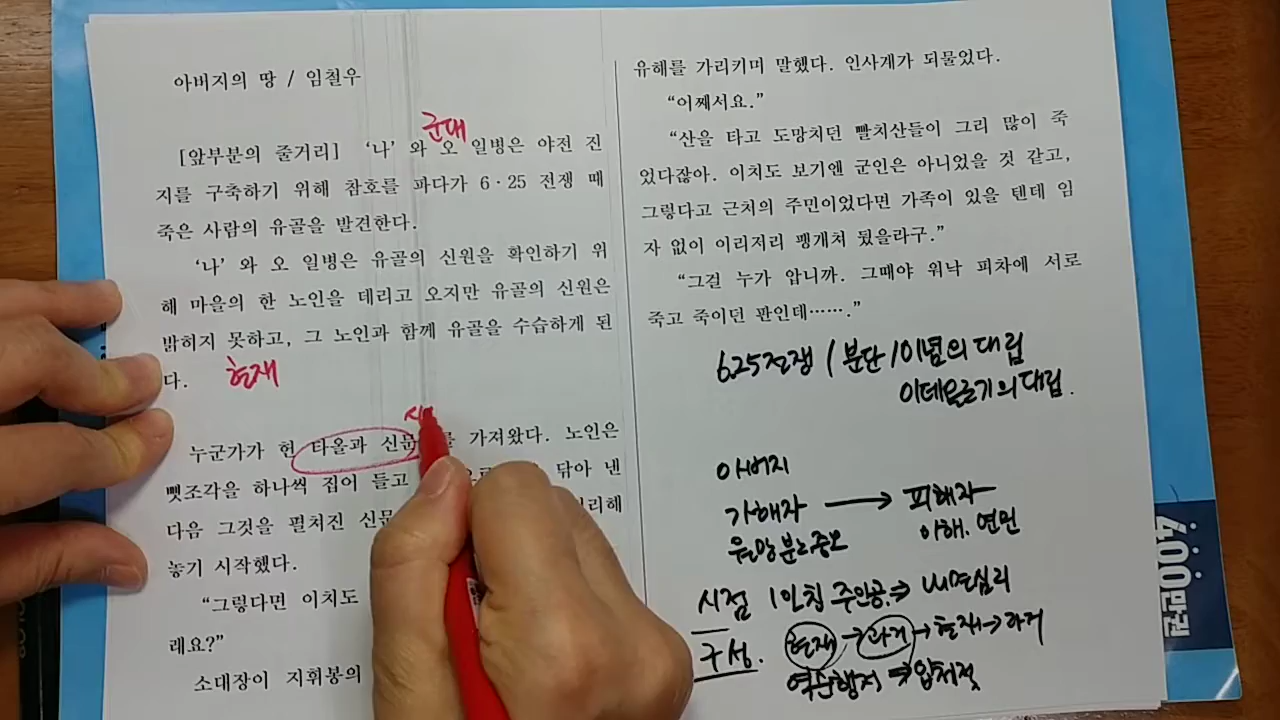 아버지의 땅 / 임철우
군대
[앞부분의 줄거리] ‘나’ 와 오 일병은 야전 진
지를 구축하기 위해 참호를 파다가 6·25 전쟁 때
죽은 사람의 유골을 발견한다.
‘나’ 와 오 일병은 유골의 신원을 확인하기 위
해 마을의 한 노인을 데리고 오지만 유골의 신원은
밝히지 못하고, 그 노인과 함께 유골을 수습하게 된
다. 현재
누군가가 헌 타올과 신문 를 가져왔다. 노인은
뼛조각을 하나씩 집어 들고 닦아 낸
다음 그것을 펼쳐진 신문
놓기 시작했다.
“그렇다면 이치도
래요?”
소대장이 지휘봉의
유해를 가리키며 말했다. 인사계가 되물었다.
“어째서요.”
“산을 타고 도망치던 빨치산들이 그리 많이 죽
었다잖아. 이치도 보기엔 군인은 아니었을 것 같고,
그렇다고 근처의 주민이었다면 가족이 있을 텐데 임
자 없이 이리저리 팽개쳐 뒀을라구.”
“그걸 누가 압니까. 그때야 워낙 피차에 서로
죽고 죽이던 판인데…….”
6.25전쟁 / 분단 / 이념의 대립
이데올로기의 대립.
아버지
가해자 → 피해자
원망 분노 증오 이해. 연민
시점 1인칭 주인공 ⇒ 내면심리
구성. 현재 → 과거 → 현재 → 과거
역순행적 ⇒ 입체적
400만권